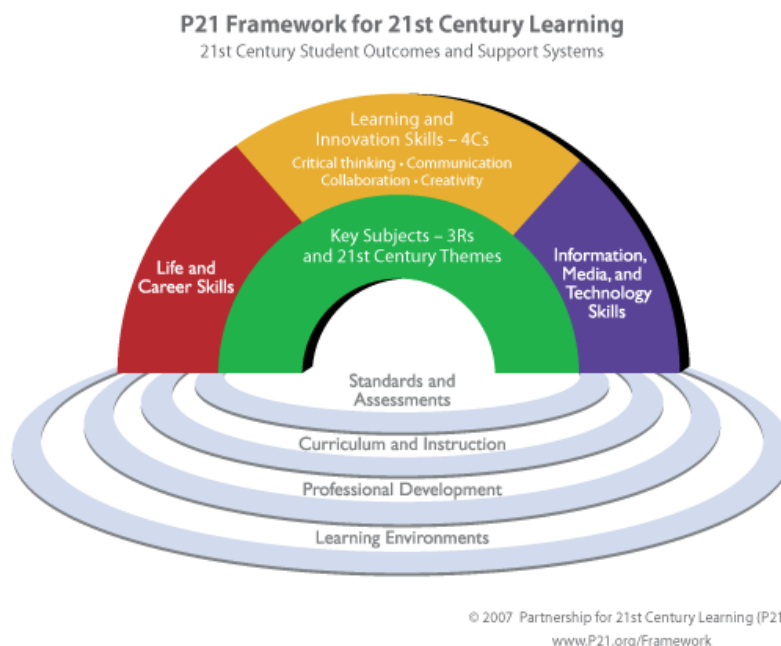 P21 Framework for 21st Century Learning
21st Century Student Outcomes and Support Systems
Learning and
Innovation Skills – 4Cs
Critical thinking • Communication
Collaboration • Creativity
Key Subjects – 3Rs
and 21st Century Themes
Life and
Career Skills
Information,
Media, and
Technology
Skills
Standards and
Assessments
Curriculum and Instruction
Professional Development
Learning Environments
© 2007 Partnership for 21st Century Learning (P21
www.P21.org/Framework